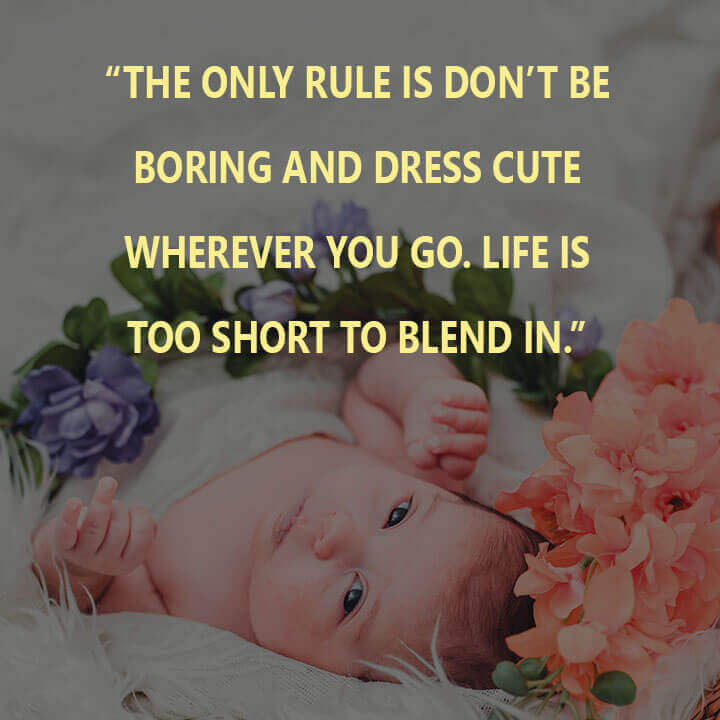 “THE ONLY RULE IS DON’T BE
BORING AND DRESS CUTE
WHEREVER YOU GO. LIFE IS
TOO SHORT TO BLEND IN.”